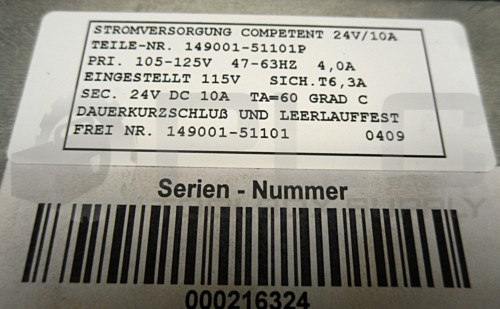 STROMVERSORGUNG COMPETENT 24V/10A
TEILE-NR. 149001-51101P
PRI. 105-125V 47-63HZ 4,0A
EINGESTELLT 115V SICH.T6,3A
SEC. 24V DC 10A TA=60 GRAD C
DAUERKURZSCHLUß UND LEERLAUFFEST
FREI NR. 149001-51101 0409
Serien - Nummer
000216324